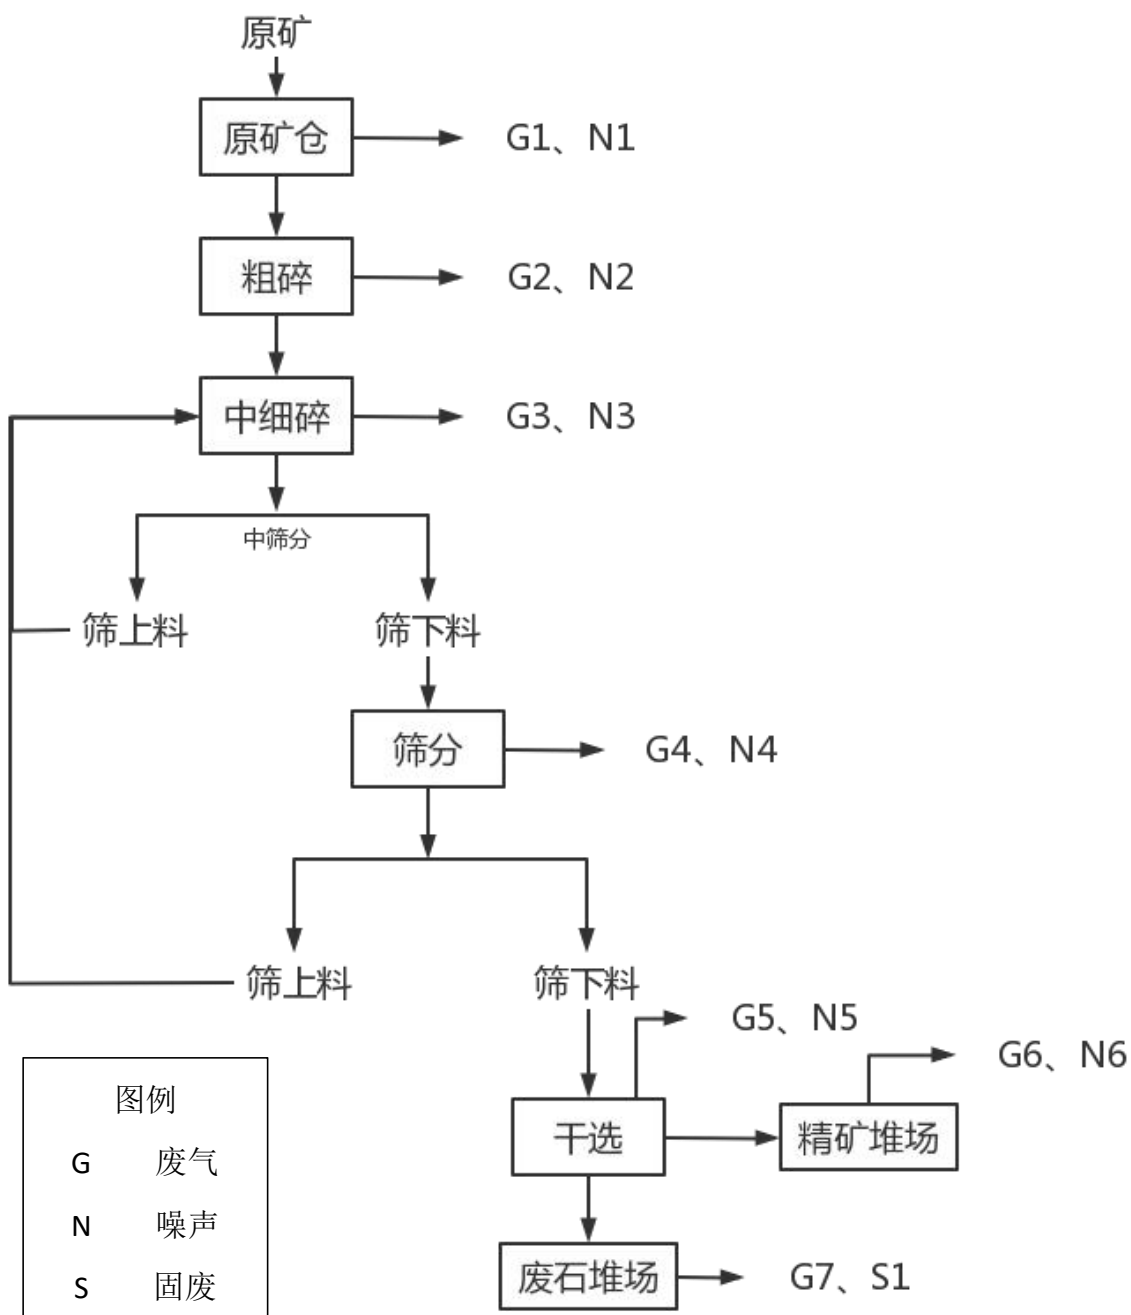 原矿
原矿仓
G1、N1
粗碎
G2、N2
中细碎
G3、N3
中筛分
筛上料
筛下料
筛分
G4、N4
筛上料
筛下料
G5、N5
G6、N6
干选
精矿堆场
废石堆场
G7、S1
图例
G 废气
N 噪声
S 固废